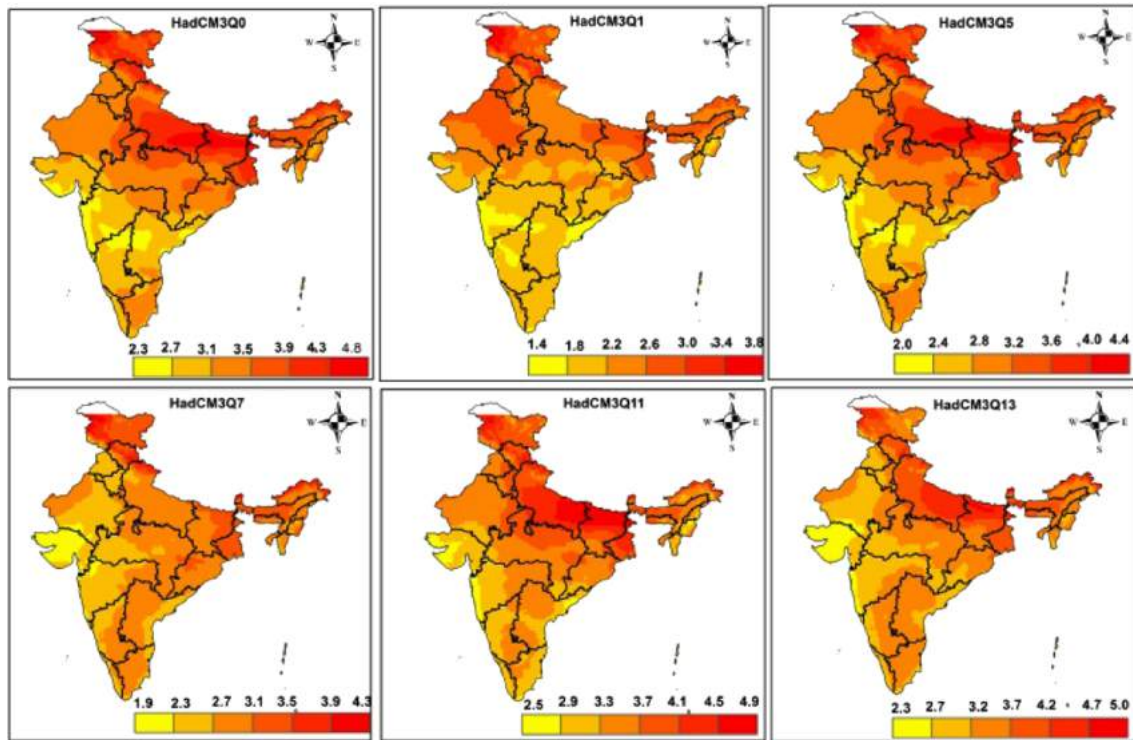 HadCM3Q0
N
W E
S
2.3 2.7 3.1 3.5 3.9 4.3 4.8
HadCM3Q1
N
W E
S
1.4 1.8 2.2 2.6 3.0 3.4 3.8
HadCM3Q5
N
W E
S
2.0 2.4 2.8 3.2 3.6 4.0 4.4
HadCM3Q7
N
W E
S
1.9 2.3 2.7 3.1 3.5 3.9 4.3
HadCM3Q11
N
W E
S
2.5 2.9 3.3 3.7 4.1 4.5 4.9
HadCM3Q13
N
W E
S
2.3 2.7 3.2 3.7 4.2 4.7 5.0